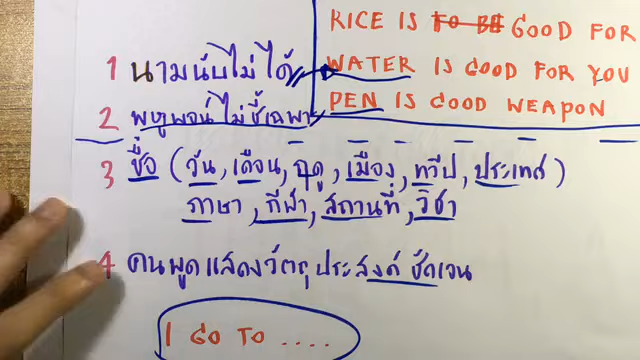 RICE IS TO BE GOOD FOR
1 นามนับไม่ได้ WATER IS GOOD FOR YOU
2 พหูพจน์ ไม่ชี้เฉพาะ PEN IS GOOD WEAPON
3 ชื่อ (วัน, เดือน, ฤดู, เมือง, ทวีป, ประเทศ)
ภาษา, กีฬา, สถานที่, วิชา
4 คนพูดแสดงวัตถุประสงค์ ชัดเจน
I GO TO ....